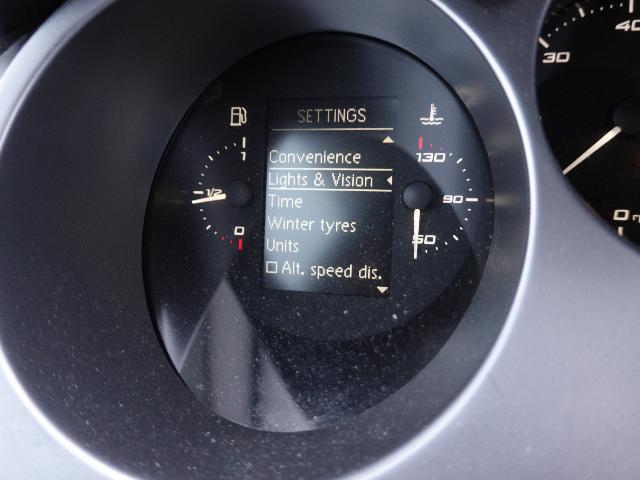 SETTINGS
Convenience
Lights & Vision
Time
Winter tyres
Units
Alt. speed dis.
1
1/2
0
130
90
50
30
40
0